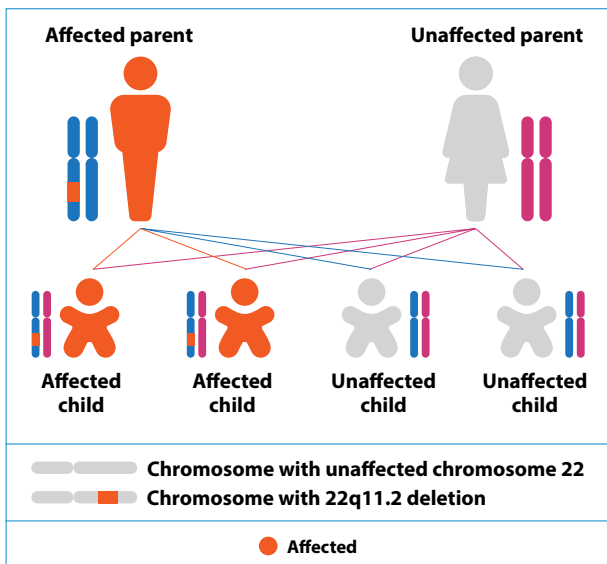 Affected parent
Unaffected parent
Affected
child
Affected
child
Unaffected
child
Unaffected
child
Chromosome with unaffected chromosome 22
Chromosome with 22q11.2 deletion
Affected